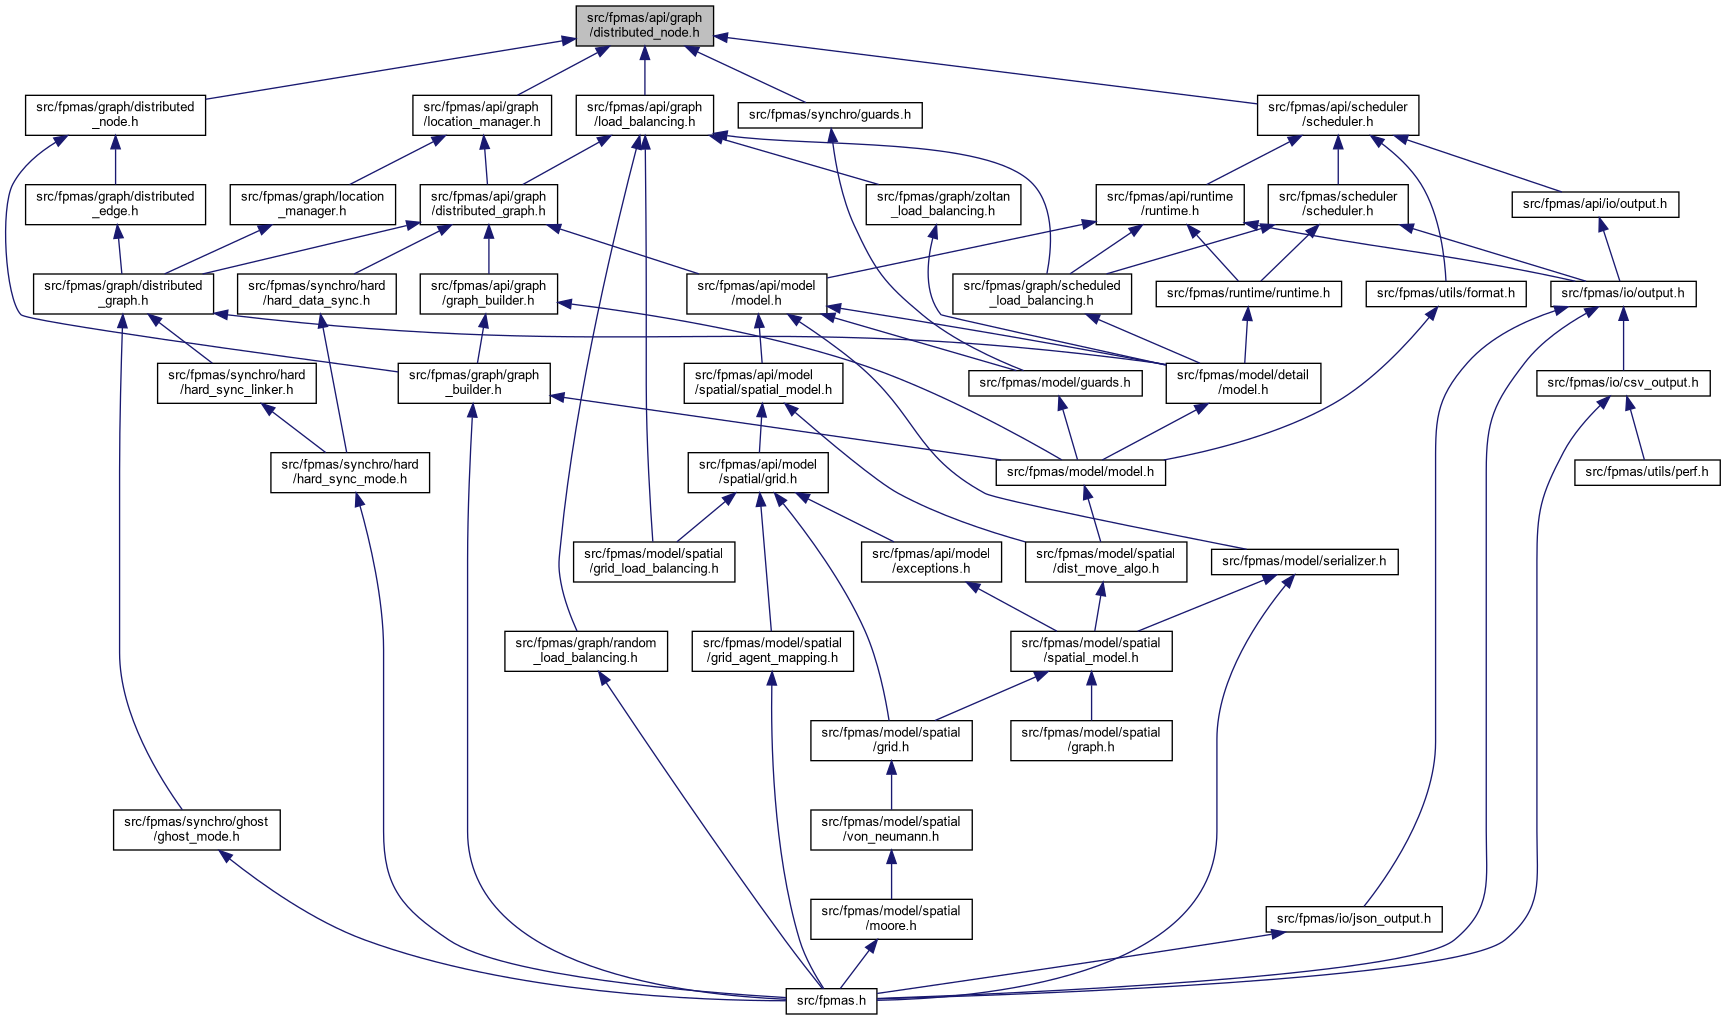 src/fpmas/api/graph
/distributed_node.h
src/fpmas/graph/distributed
_node.h
src/fpmas/api/graph
/location_manager.h
src/fpmas/api/graph
/load_balancing.h
src/fpmas/synchro/guards.h
src/fpmas/api/scheduler
/scheduler.h
src/fpmas/graph/distributed
_edge.h
src/fpmas/graph/location
_manager.h
src/fpmas/api/graph
/distributed_graph.h
src/fpmas/graph/zoltan
_load_balancing.h
src/fpmas/api/runtime
/runtime.h
src/fpmas/scheduler
/scheduler.h
src/fpmas/api/io/output.h
src/fpmas/graph/distributed
_graph.h
src/fpmas/synchro/hard
/hard_data_sync.h
src/fpmas/api/graph
/graph_builder.h
src/fpmas/api/model
/model.h
src/fpmas/graph/scheduled
_load_balancing.h
src/fpmas/runtime/runtime.h
src/fpmas/utils/format.h
src/fpmas/io/output.h
src/fpmas/synchro/hard
/hard_sync_linker.h
src/fpmas/graph/graph
_builder.h
src/fpmas/api/model
/spatial/spatial_model.h
src/fpmas/model/guards.h
src/fpmas/model/detail
/model.h
src/fpmas/io/csv_output.h
src/fpmas/synchro/hard
/hard_sync_mode.h
src/fpmas/api/model
/spatial/grid.h
src/fpmas/model/model.h
src/fpmas/utils/perf.h
src/fpmas/model/spatial
/grid_load_balancing.h
src/fpmas/api/model
/exceptions.h
src/fpmas/model/spatial
/dist_move_algo.h
src/fpmas/model/serializer.h
src/fpmas/graph/random
_load_balancing.h
src/fpmas/model/spatial
/grid_agent_mapping.h
src/fpmas/model/spatial
/spatial_model.h
src/fpmas/model/spatial
/grid.h
src/fpmas/model/spatial
/graph.h
src/fpmas/synchro/ghost
/ghost_mode.h
src/fpmas/model/spatial
/von_neumann.h
src/fpmas/model/spatial
/moore.h
src/fpmas/io/json_output.h
src/fpmas.h